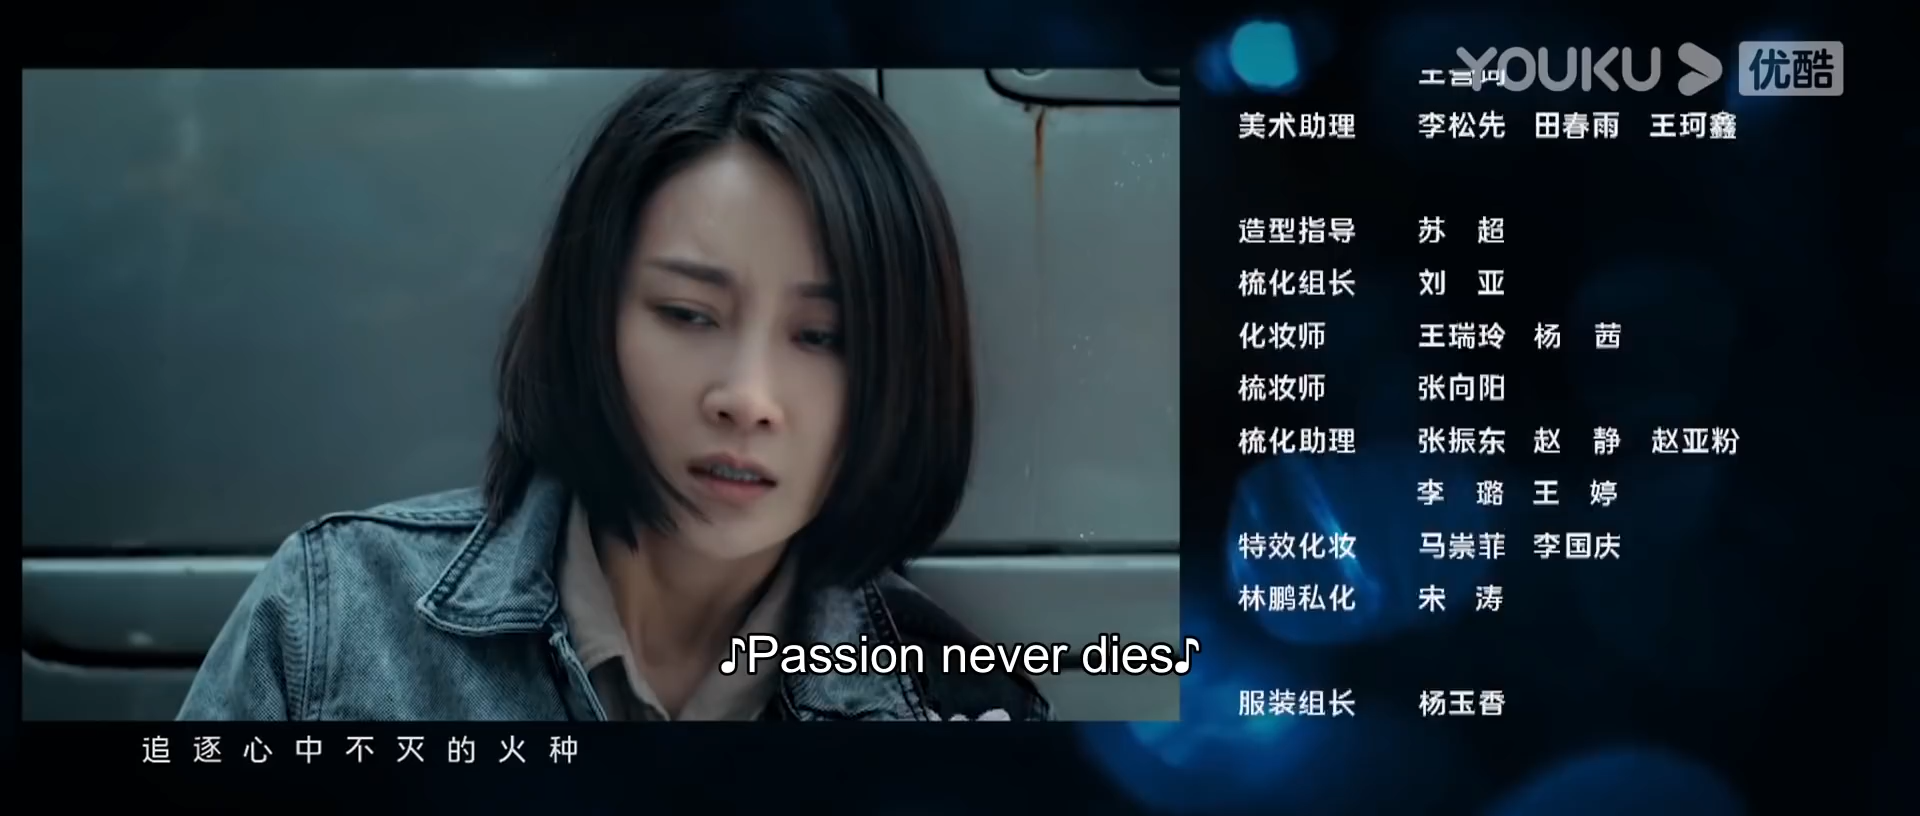 YOUKU 优酷
美术助理 李松先 田春雨 王珂鑫
造型指导 苏 超
梳化组长 刘 亚
化妆师 王瑞玲 杨 茜
梳妆师 张向阳
梳化助理 张振东 赵 静 赵亚粉
李 璐 王 婷
特效化妆 马崇菲 李国庆
林鹏私化 宋 涛
服装组长 杨玉香
♪Passion never dies♪
追逐心中不灭的火种